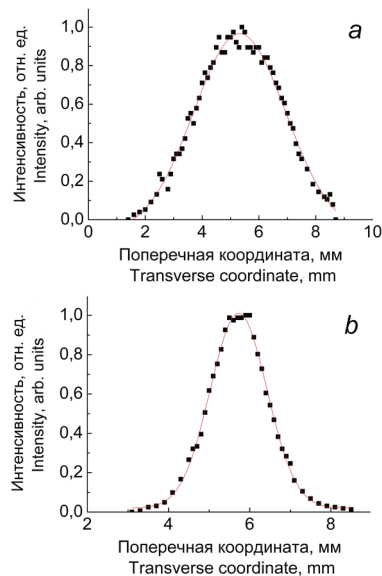 a
Интенсивность, отн. ед.
Intensity, arb. units
1,0
0,8
0,6
0,4
0,2
0,0
0 2 4 6 8 10
Поперечная координата, мм
Transverse coordinate, mm
b
Интенсивность, отн. ед.
Intensity, arb. units
1,0
0,8
0,6
0,4
0,2
0,0
2 4 6 8
Поперечная координата, мм
Transverse coordinate, mm